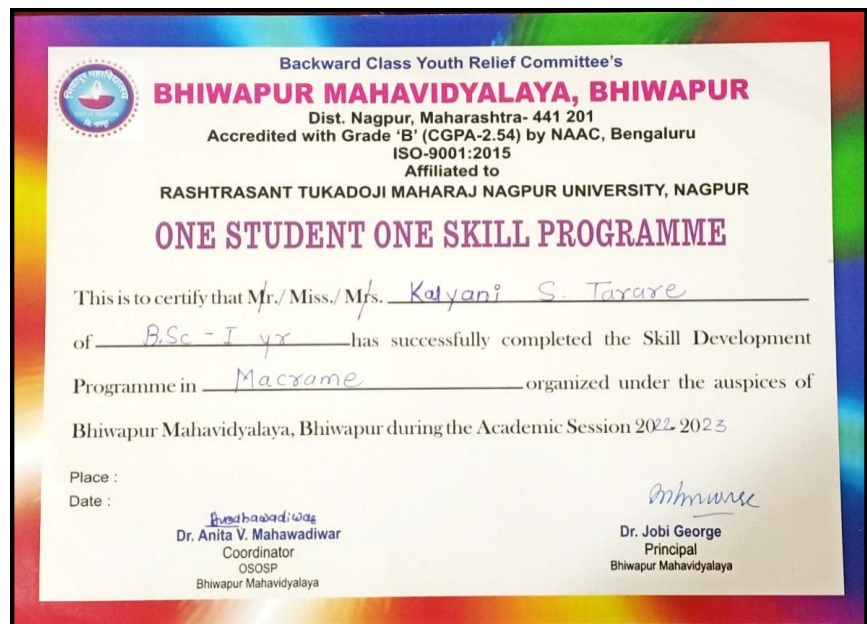 भिवापूर महाविद्यालय
जि. नागपूर
Backward Class Youth Relief Committee's
BHIWAPUR MAHAVIDYALAYA, BHIWAPUR
Dist. Nagpur, Maharashtra- 441 201
Accredited with Grade 'B' (CGPA-2.54) by NAAC, Bengaluru
ISO-9001:2015
Affiliated to
RASHTRASANT TUKADOJI MAHARAJ NAGPUR UNIVERSITY, NAGPUR
ONE STUDENT ONE SKILL PROGRAMME
This is to certify that Mr./ Miss./ Mrs. Kalyani S. Tarare
of B.Sc - I yr has successfully completed the Skill Development
Programme in Macrame organized under the auspices of
Bhiwapur Mahavidyalaya, Bhiwapur during the Academic Session 2022-2023
Place :
Date :
Dr. Anita V. Mahawadiwar
Coordinator
OSOSP
Bhiwapur Mahavidyalaya
Dr. Jobi George
Principal
Bhiwapur Mahavidyalaya